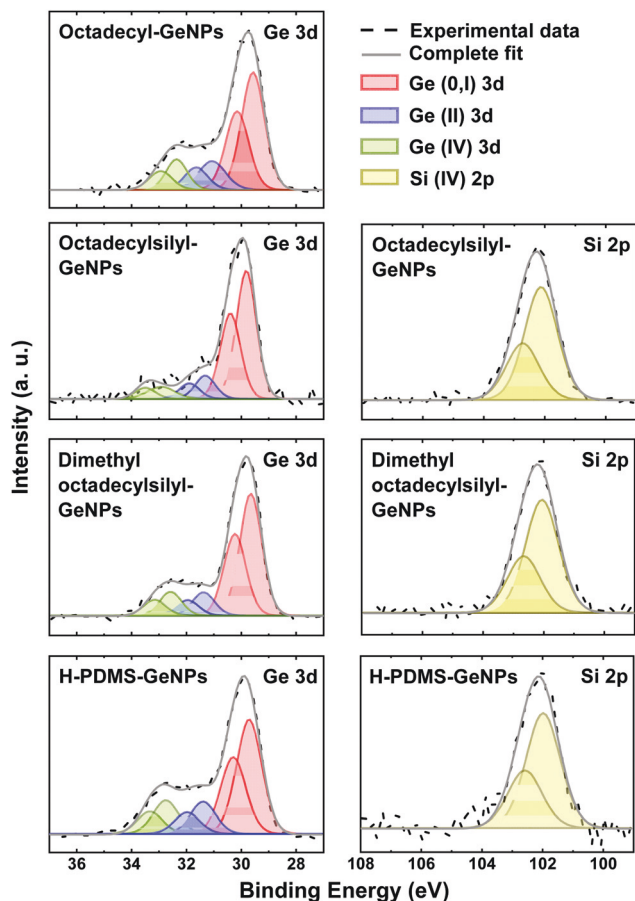 Octadecyl-GeNPs Ge 3d
Experimental data
Complete fit
Ge (0,I) 3d
Ge (II) 3d
Ge (IV) 3d
Si (IV) 2p
Octadecylsilyl-
GeNPs
Ge 3d
Octadecylsilyl-
GeNPs
Si 2p
Dimethyl
octadecylsilyl-
GeNPs
Ge 3d
Dimethyl
octadecylsilyl-
GeNPs
Si 2p
H-PDMS-GeNPs Ge 3d
H-PDMS-GeNPs Si 2p
Intensity (a. u.)
36 34 32 30 28
108 106 104 102 100
Binding Energy (eV)